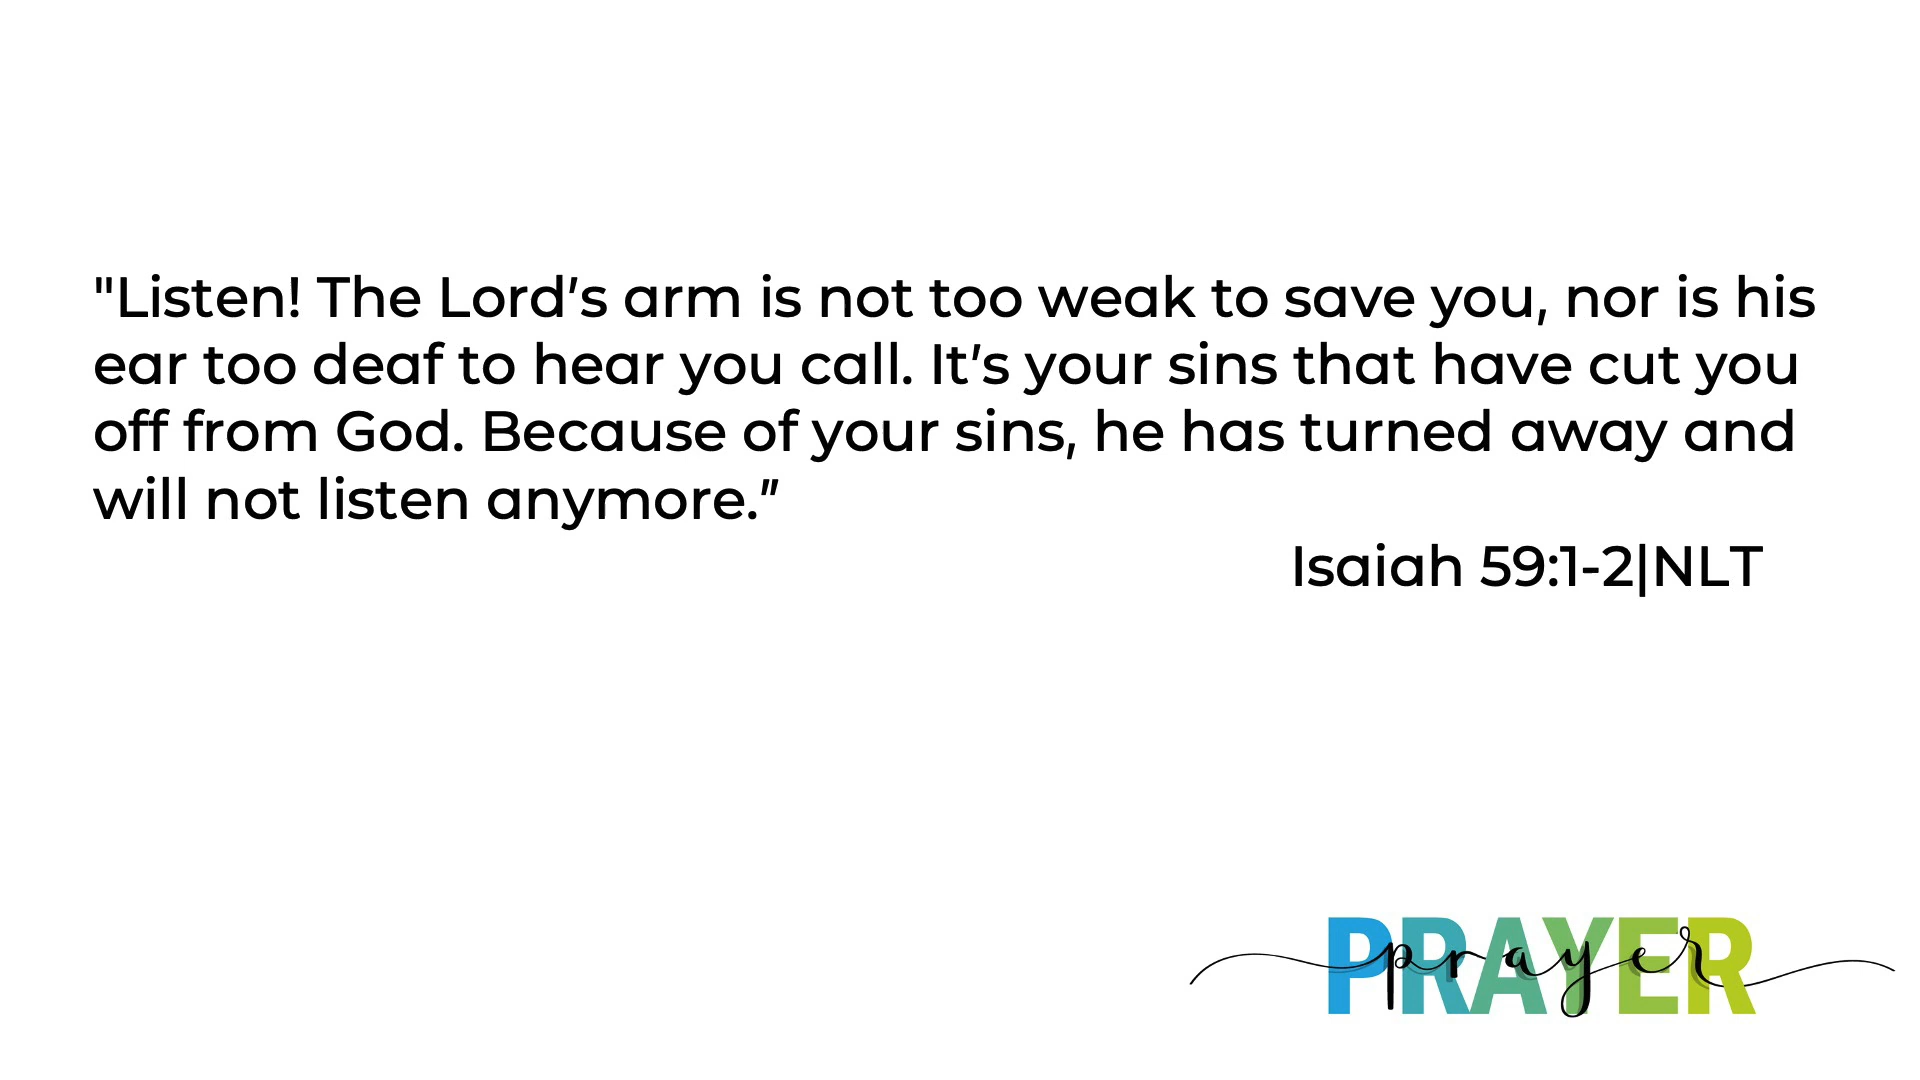 "Listen! The Lord's arm is not too weak to save you, nor is his
ear too deaf to hear you call. It's your sins that have cut you
off from God. Because of your sins, he has turned away and
will not listen anymore."
Isaiah 59:1-2|NLT
PRAYER
prayer